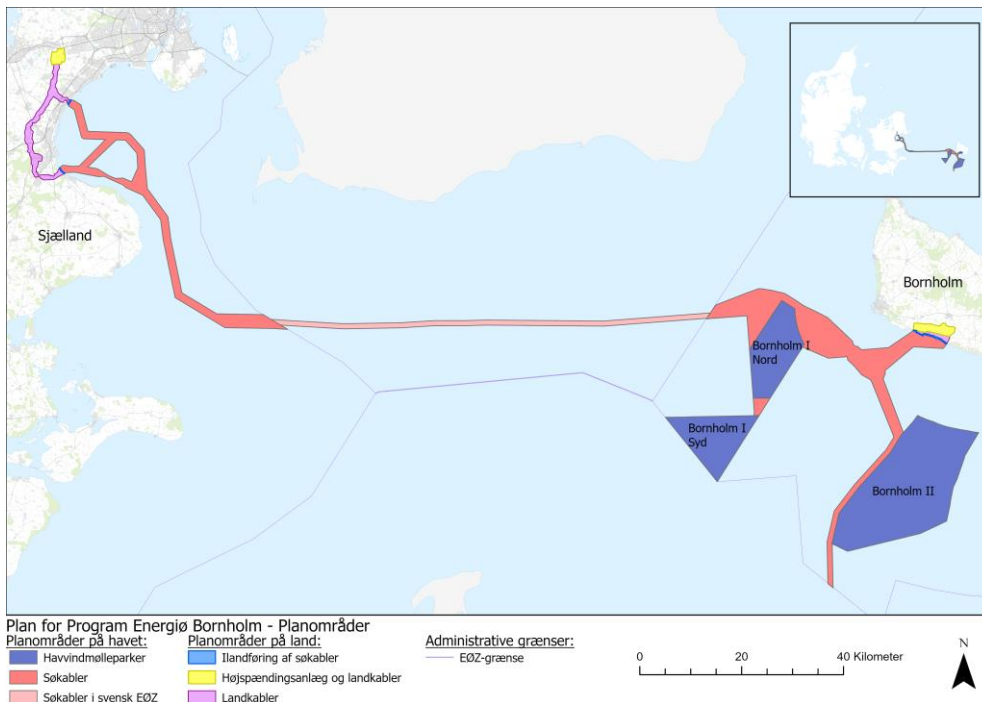 Sjælland
Bornholm
Bornholm I
Nord
Bornholm I
Syd
Bornholm II
Plan for Program Energiø Bornholm - Planområder
Planområder på havet:
Havvindmølleparker
Søkabler
Søkabler i svensk EØZ
Planområder på land:
Ilandføring af søkabler
Højspændingsanlæg og landkabler
Landkabler
Administrative grænser:
EØZ-grænse
0 20 40 Kilometer
N